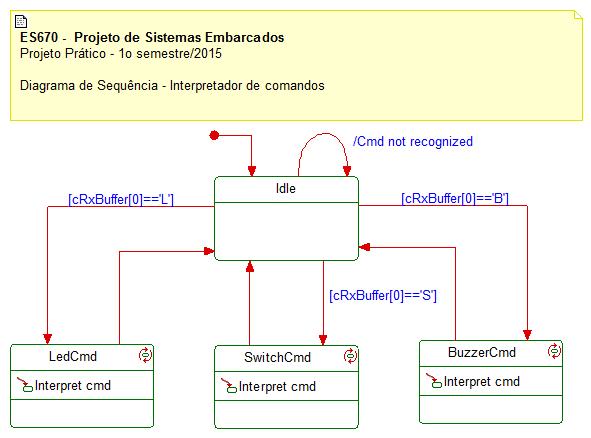 ES670 - Projeto de Sistemas Embarcados
Projeto Prático - 1o semestre/2015
Diagrama de Sequência - Interpretador de comandos
/Cmd not recognized
Idle
[cRxBuffer[0]=='L']
[cRxBuffer[0]=='B']
[cRxBuffer[0]=='S']
LedCmd
Interpret cmd
SwitchCmd
Interpret cmd
BuzzerCmd
Interpret cmd